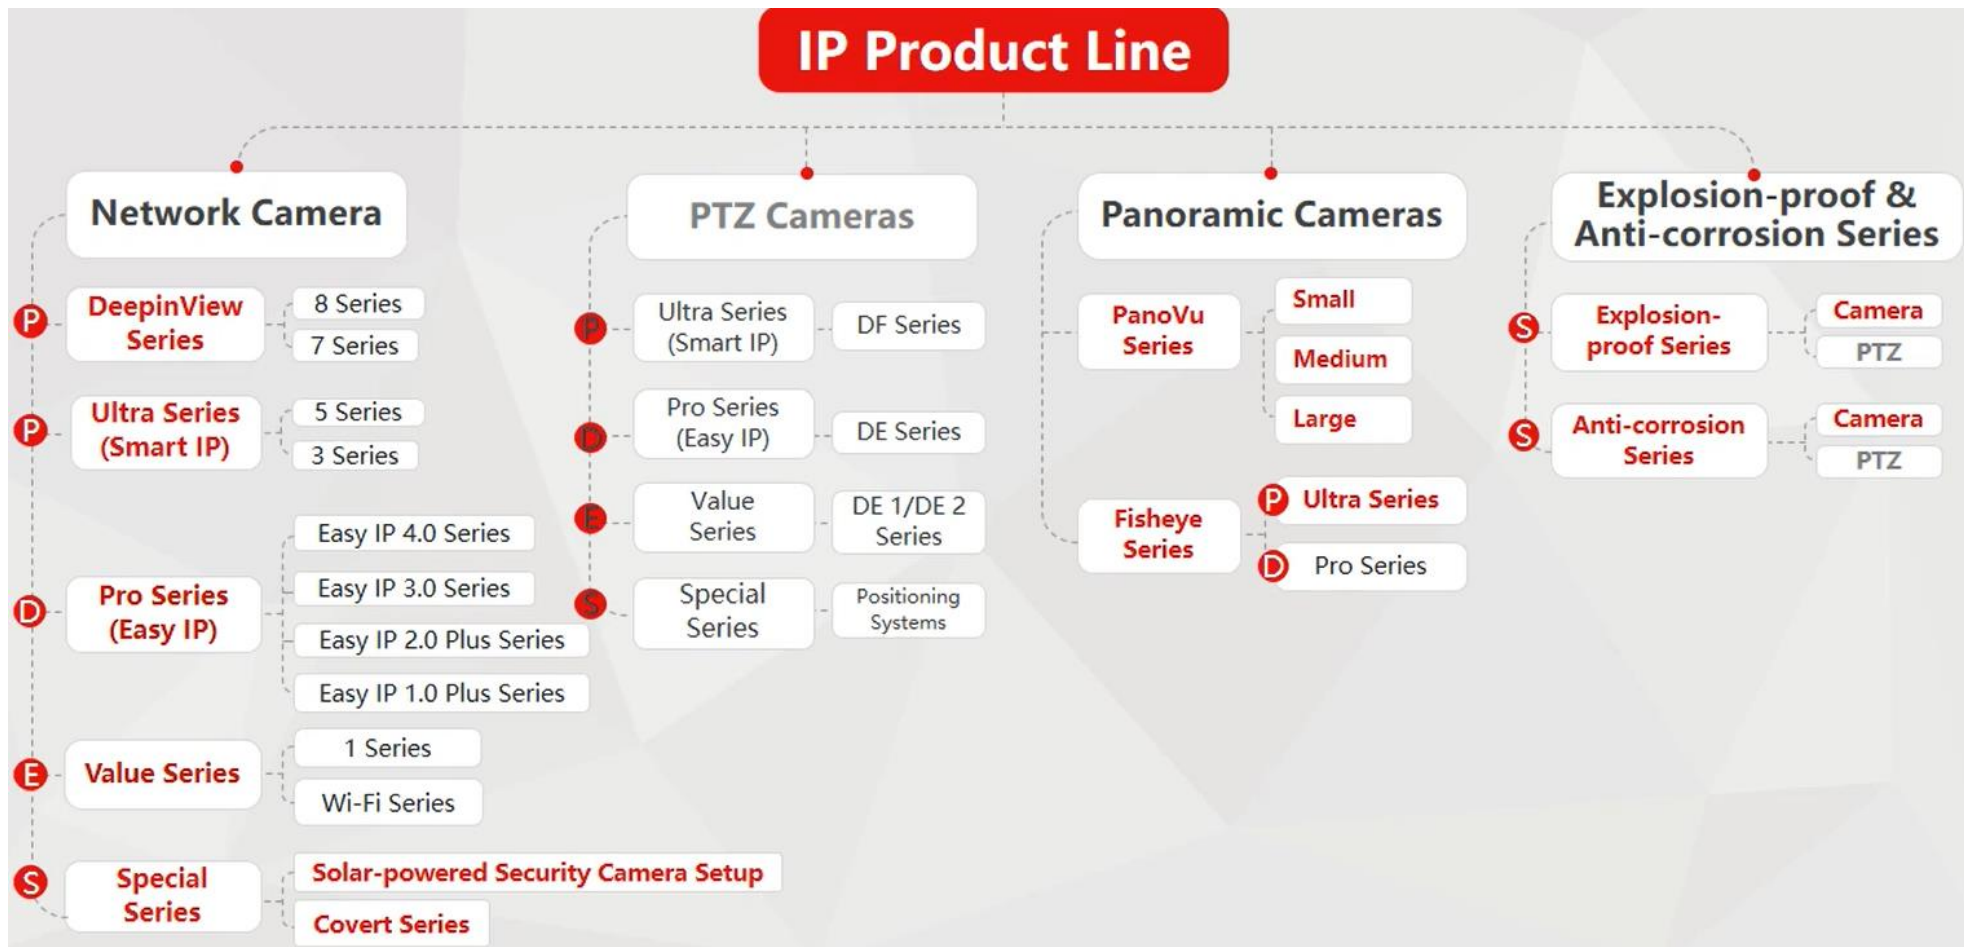 IP Product Line
Network Camera
P
DeepinView
Series
8 Series
7 Series
P
Ultra Series
(Smart IP)
5 Series
3 Series
D
Pro Series
(Easy IP)
Easy IP 4.0 Series
Easy IP 3.0 Series
Easy IP 2.0 Plus Series
Easy IP 1.0 Plus Series
E
Value Series
1 Series
Wi-Fi Series
S
Special
Series
Solar-powered Security Camera Setup
Covert Series
PTZ Cameras
P
Ultra Series
(Smart IP)
DF Series
D
Pro Series
(Easy IP)
DE Series
E
Value
Series
DE 1/DE 2
Series
S
Special
Series
Positioning
Systems
Panoramic Cameras
PanoVu
Series
Small
Medium
Large
Fisheye
Series
P
Ultra Series
D
Pro Series
Explosion-proof &
Anti-corrosion Series
S
Explosion-
proof Series
Camera
PTZ
S
Anti-corrosion
Series
Camera
PTZ